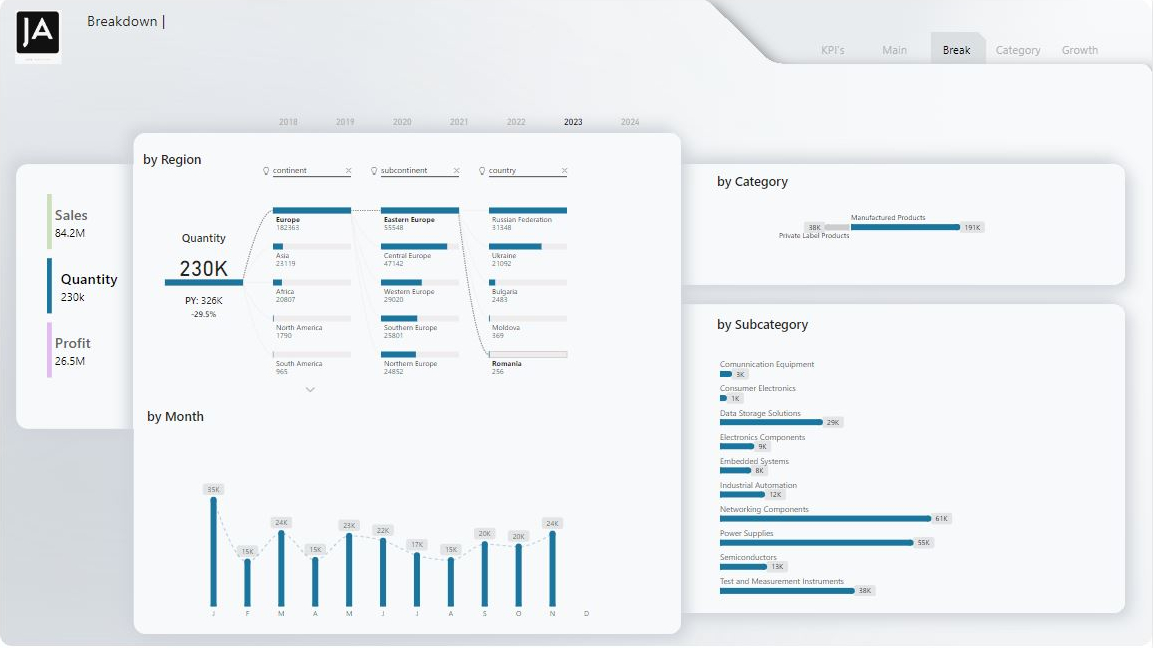 JA
Breakdown |
KPI's Main Break Category Growth
2018 2019 2020 2021 2022 2023 2024
Sales
84.2M
Quantity
230k
Profit
26.5M
by Region
continent subcontinent country
Quantity
230K
PY: 326K
-29.5%
Europe
182363
Asia
23119
Africa
20807
North America
1790
South America
965
Eastern Europe
55548
Central Europe
47142
Western Europe
29020
Southern Europe
25801
Northern Europe
24852
Russian Federation
31348
Ukraine
21092
Bulgaria
2483
Moldova
369
Romania
256
by Month
35K 15K 24K 15K 23K 22K 17K 15K 20K 20K 24K
J F M A M J J A S O N D
by Category
Manufactured Products
38K 191K
Private Label Products
by Subcategory
Comunnication Equipment
3K
Consumer Electronics
1K
Data Storage Solutions
29K
Electronics Components
9K
Embedded Systems
8K
Industrial Automation
12K
Networking Components
61K
Power Supplies
55K
Semiconductors
13K
Test and Measurement Instruments
38K